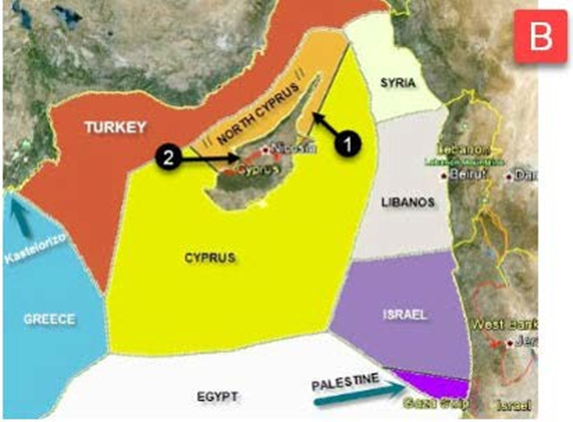 B
SYRIA
TURKEY
// NORTH CYPRUS //
1
2
Nicosia
Cyprus
Lebanon
Lebanon Mountains
Beirut
Dam
LIBANOS
Kastelorizo
CYPRUS
GREECE
ISRAEL
West Bank
Jer
PALESTINE
EGYPT
Gaza Strip
Israel